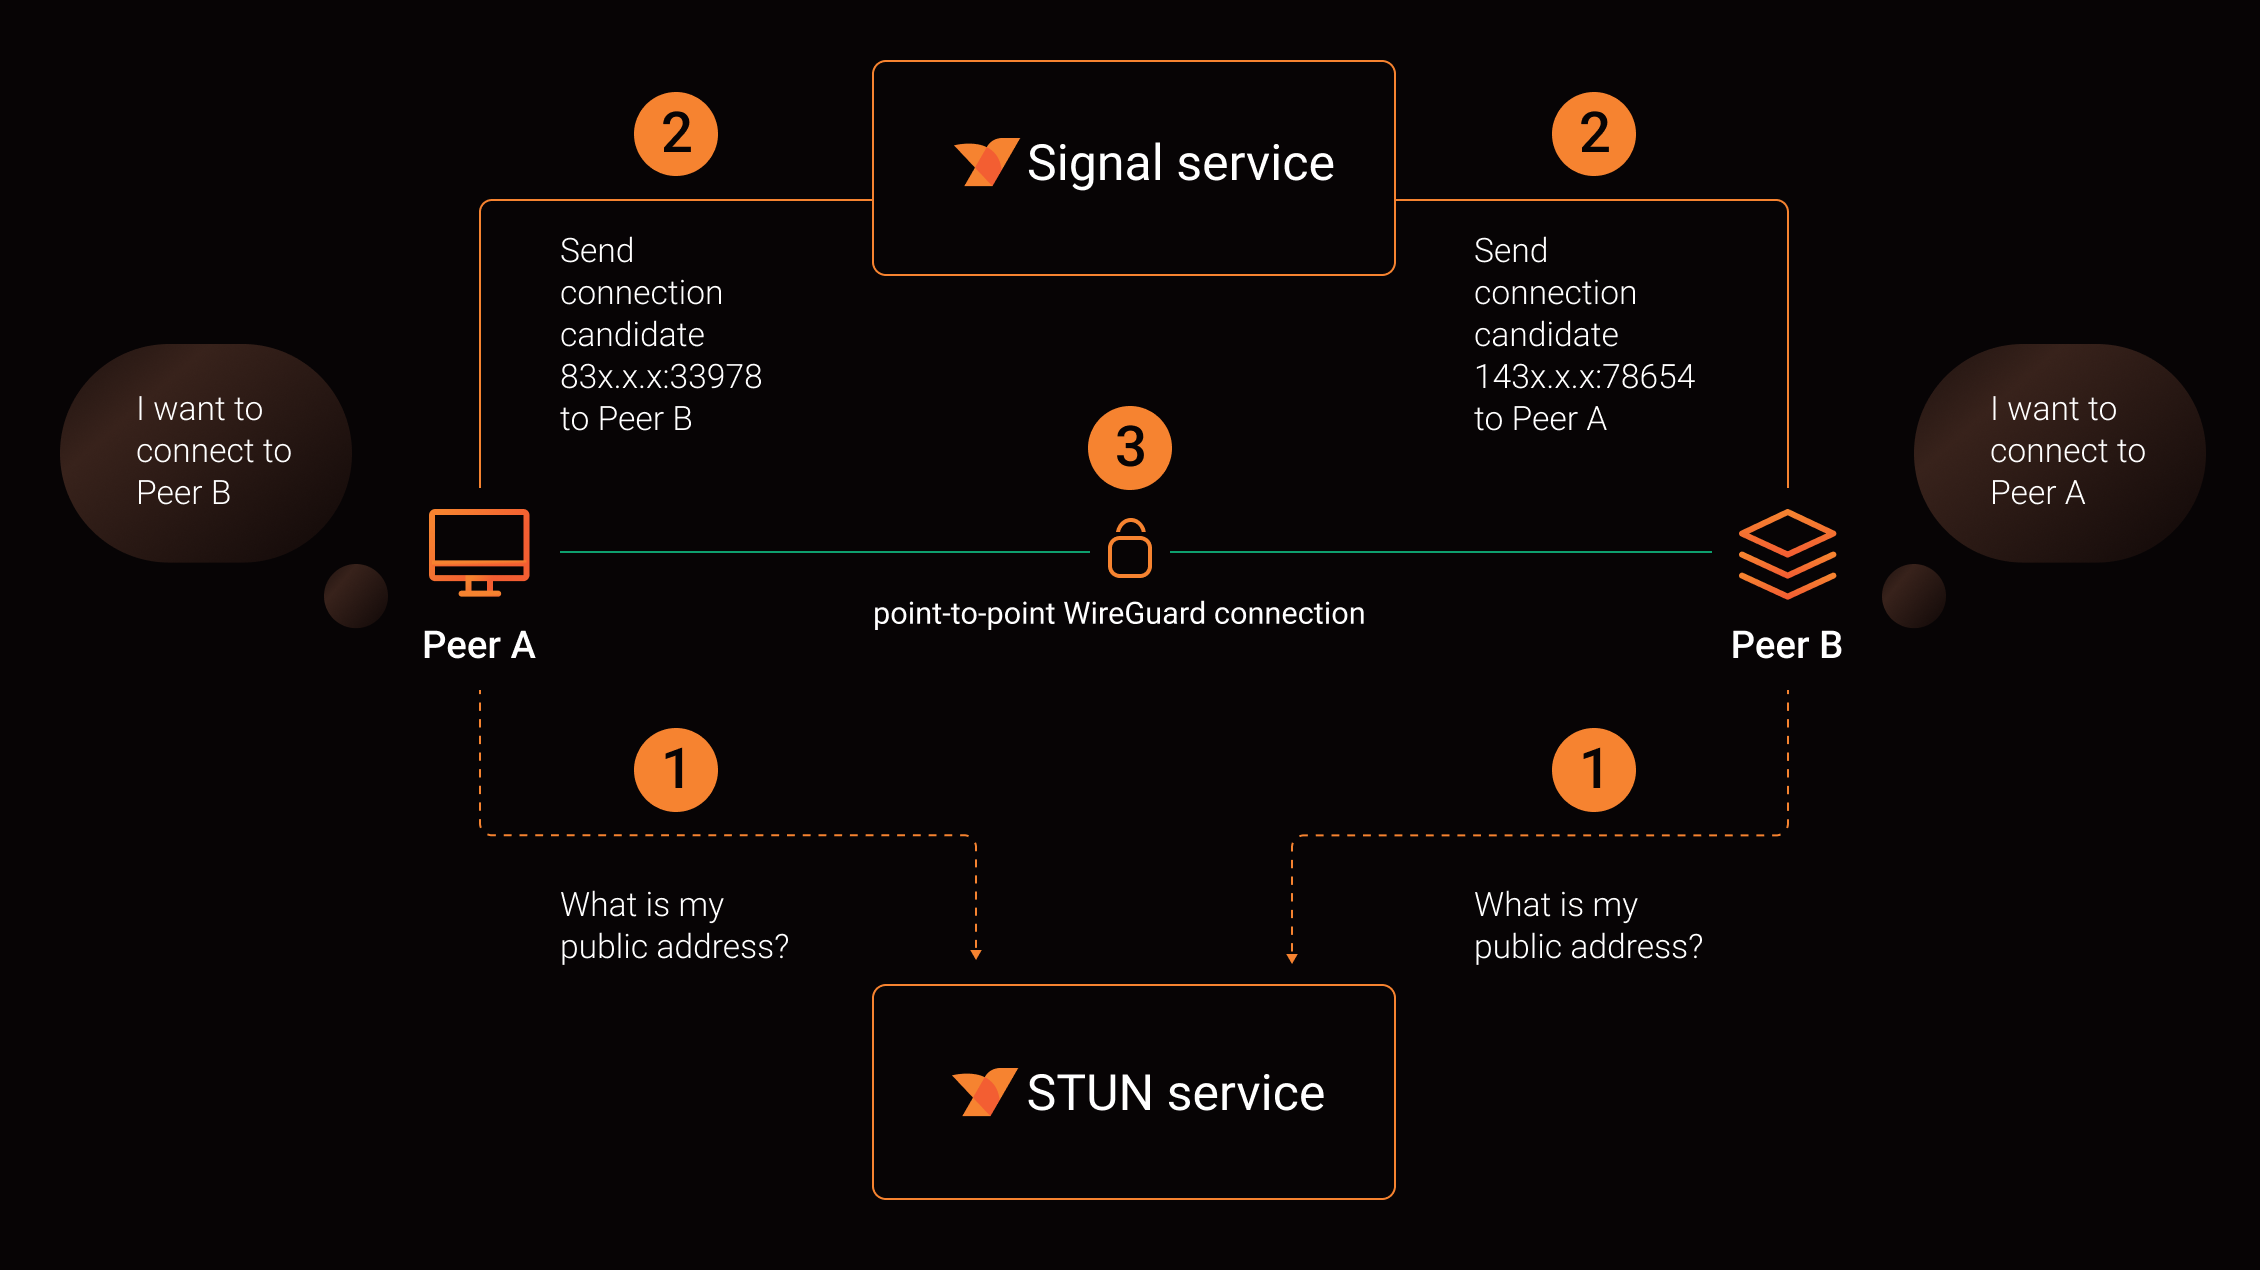 Signal service
2
2
Send
connection
candidate
83x.x.x:33978
to Peer B
Send
connection
candidate
143x.x.x:78654
to Peer A
I want to
connect to
Peer B
I want to
connect to
Peer A
3
point-to-point WireGuard connection
Peer A
Peer B
1
1
What is my
public address?
What is my
public address?
STUN service